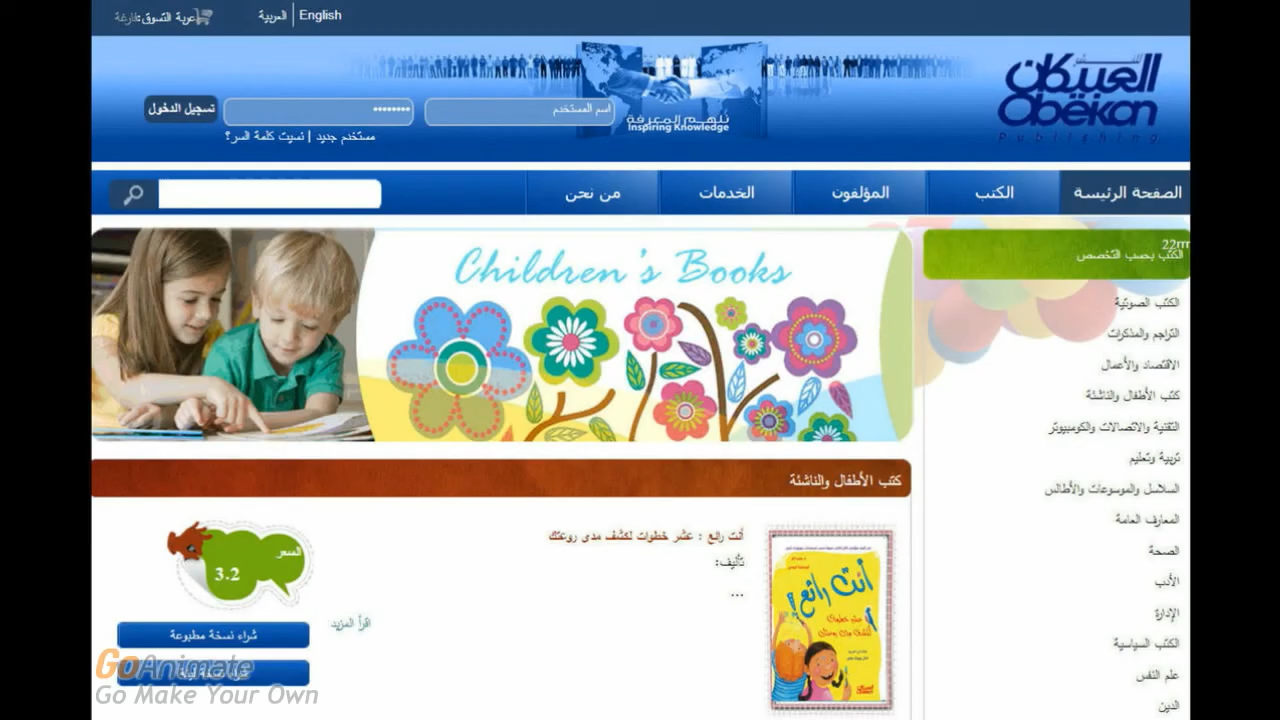 English | العربية
عربة التسوق: فارغة
العبيكان
Obëkan
Publishing
نلهم المعرفة
Inspiring Knowledge
اسم المستخدم
••••••••
تسجيل الدخول
مستخدم جديد | نسيت كلمة السر؟
الصفحة الرئيسة
الكتب
المؤلفون
الخدمات
من نحن
Children's Books
الكتب بحسب التخصص
الكتب الصوتية
التراجم والمذكرات
الاقتصاد والأعمال
كتب الأطفال والناشئة
التقنية والاتصالات والكومبيوتر
تربية وتعليم
السلاسل والموسوعات والأطالس
المعارف العامة
الصحة
الأدب
الإدارة
الكتب السياسية
علم النفس
الدين
كتب الأطفال والناشئة
أنت رائع : عشر خطوات لكشف مدى روعتك
تأليف:
...
اقرأ المزيد
أنت رائع!
السعر
3.2
شراء نسخة مطبوعة
GoAnimate
Go Make Your Own